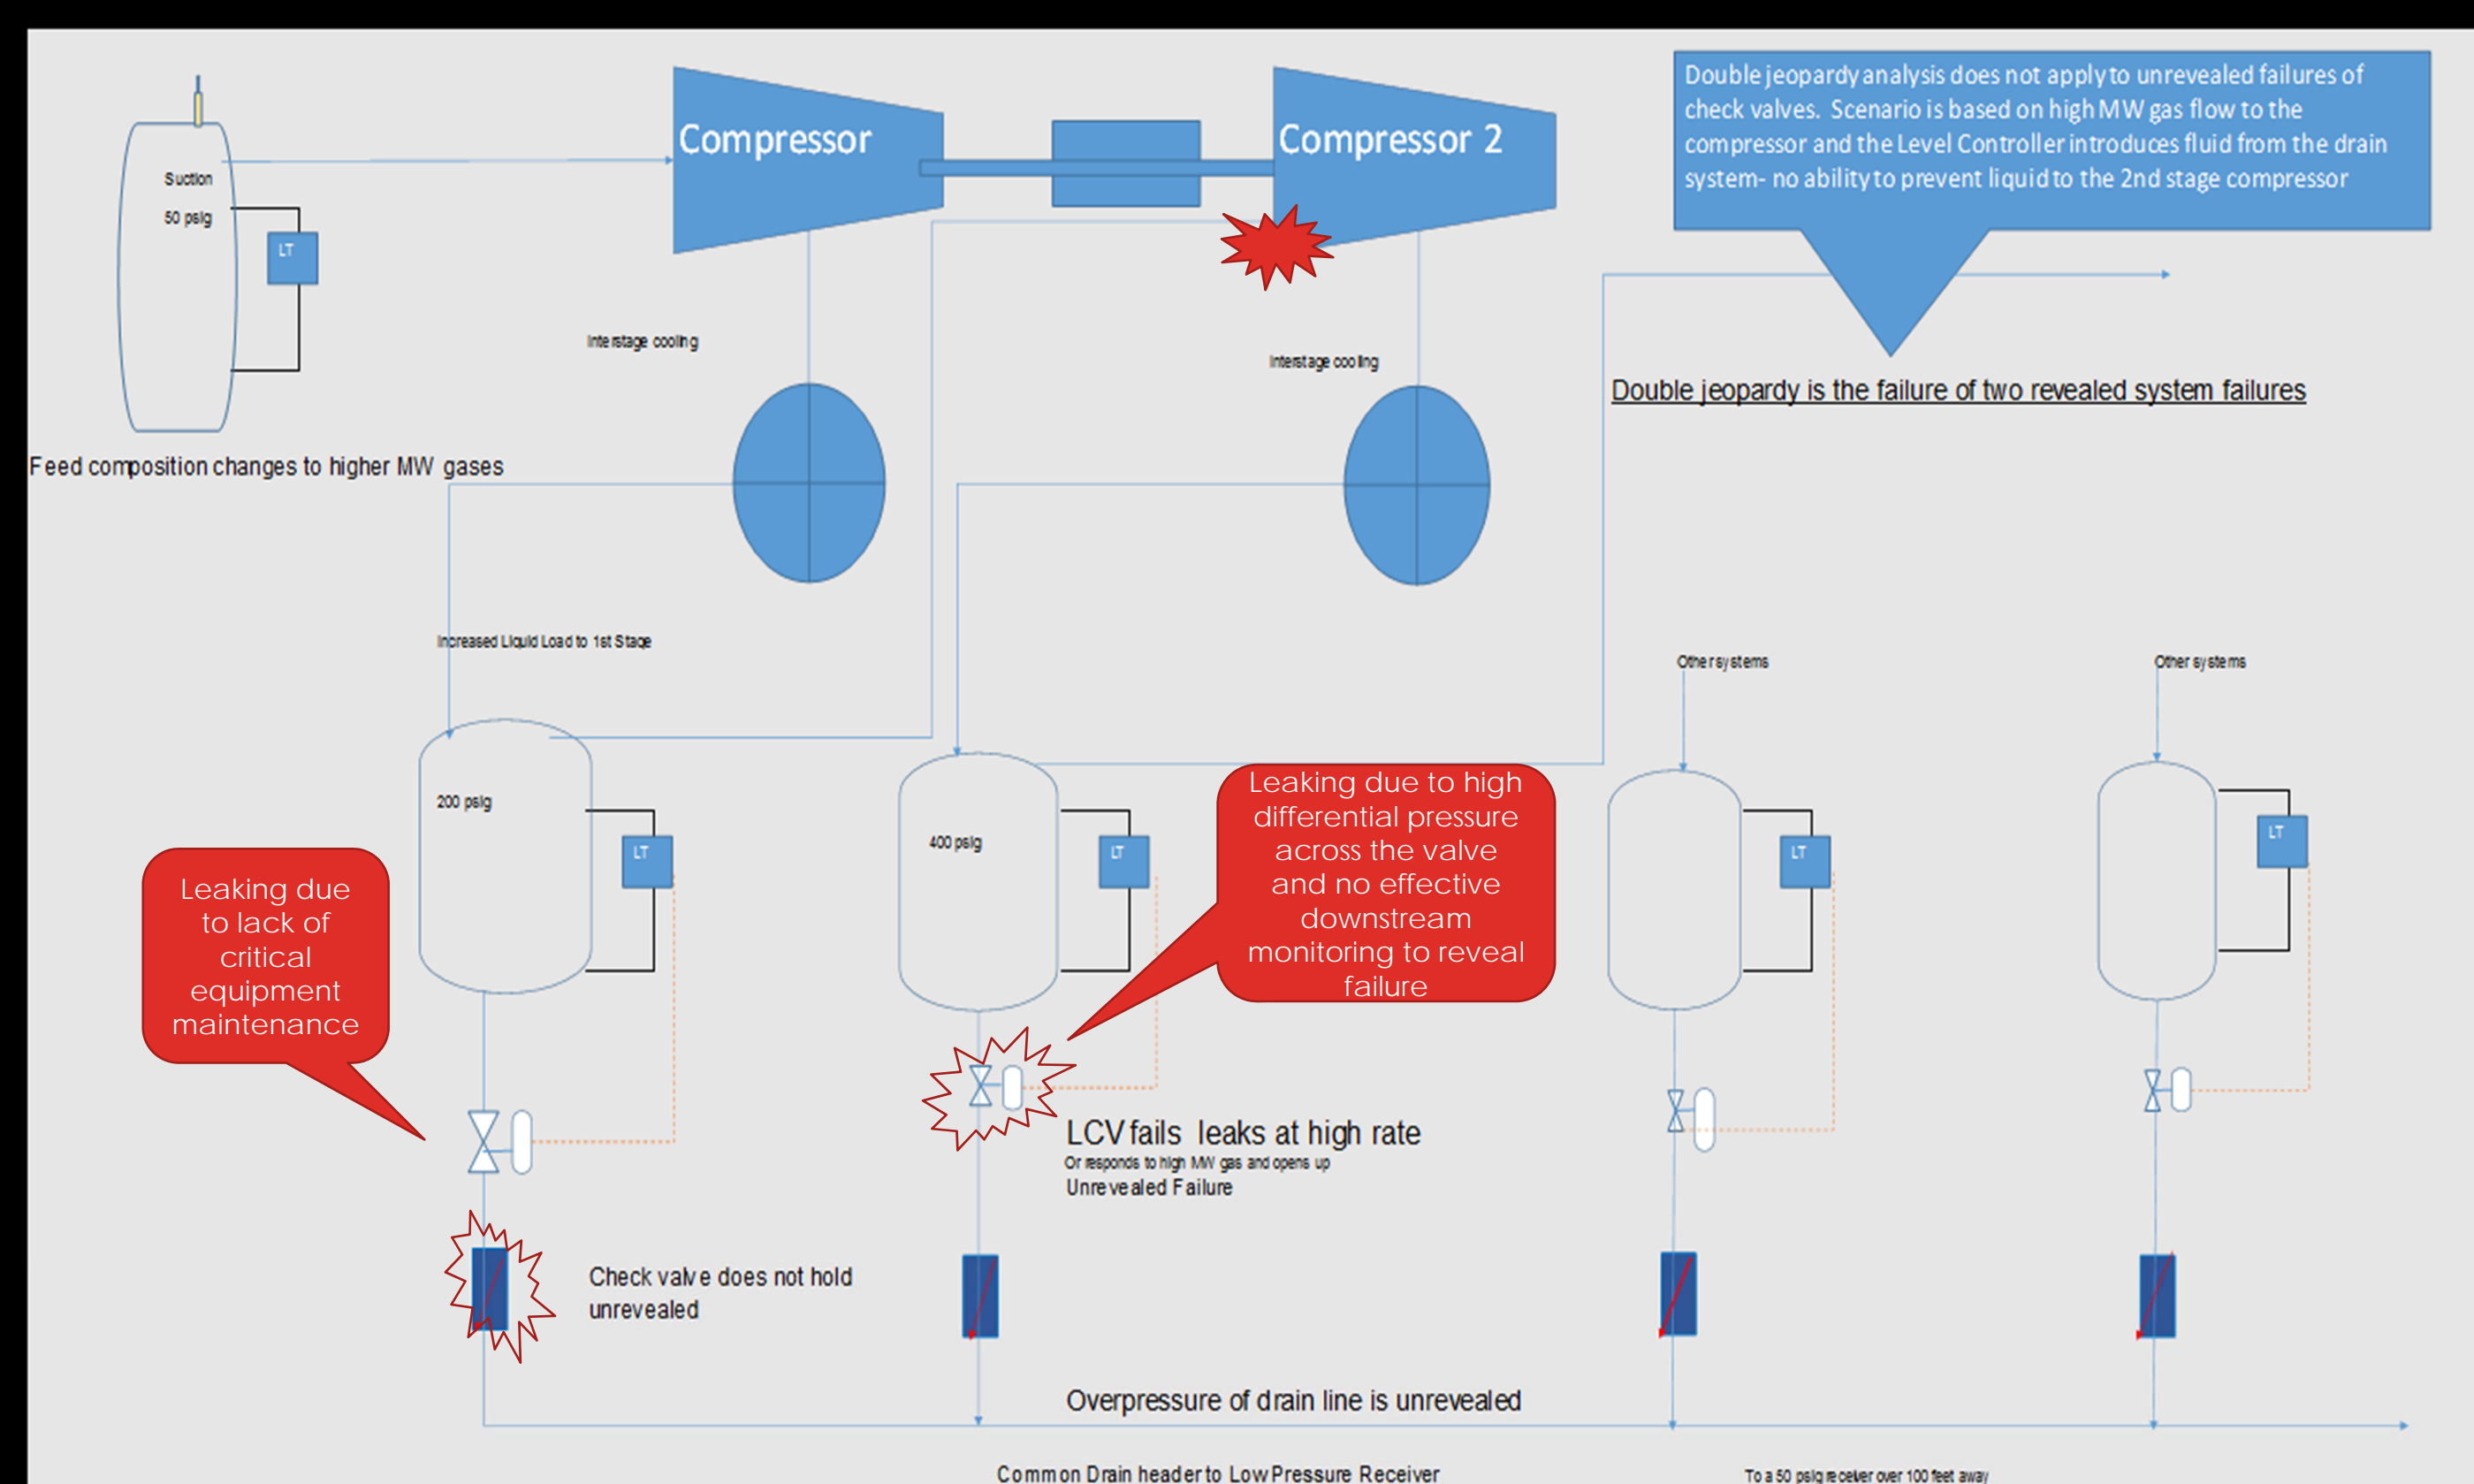 Compressor
Compressor 2
Double jeopardy analysis does not apply to unrevealed failures of
check valves. Scenario is based on high MW gas flow to the
compressor and the Level Controller introduces fluid from the drain
system- no ability to prevent liquid to the 2nd stage compressor
Suction
50 psig
LT
Interstage cooling
Interstage cooling
Double jeopardy is the failure of two revealed system failures
Feed composition changes to higher MW gases
Increased Liquid Load to 1st Stage
Other systems
Other systems
200 psig
LT
400 psig
LT
Leaking due to high
differential pressure
across the valve
and no effective
downstream
monitoring to reveal
failure
LT
LT
Leaking due
to lack of
critical
equipment
maintenance
LCV fails leaks at high rate
Or responds to high MW gas and opens up
Unrevealed Failure
Check valve does not hold
unrevealed
Overpressure of drain line is unrevealed
Common Drain header to Low Pressure Receiver
To a 50 psig receiver over 100 feet away